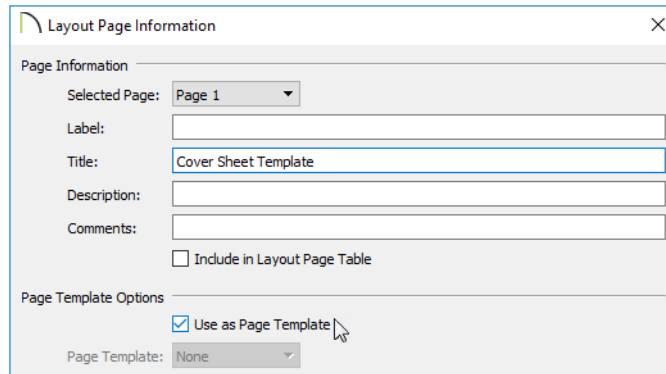 Layout Page Information
Page Information
Selected Page: Page 1
Label:
Title: Cover Sheet Template
Description:
Comments:
Include in Layout Page Table
Page Template Options
Use as Page Template
Page Template: None